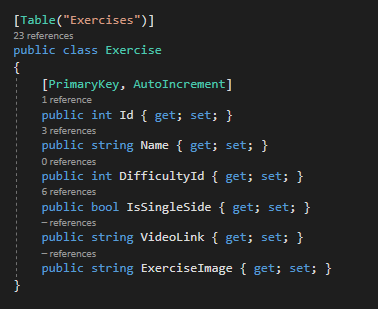 [Table("Exercises")]
23 references
public class Exercise
{
[PrimaryKey, AutoIncrement]
1 reference
public int Id { get; set; }
3 references
public string Name { get; set; }
0 references
public int DifficultyId { get; set; }
6 references
public bool IsSingleSide { get; set; }
– references
public string VideoLink { get; set; }
– references
public string ExerciseImage { get; set; }
}